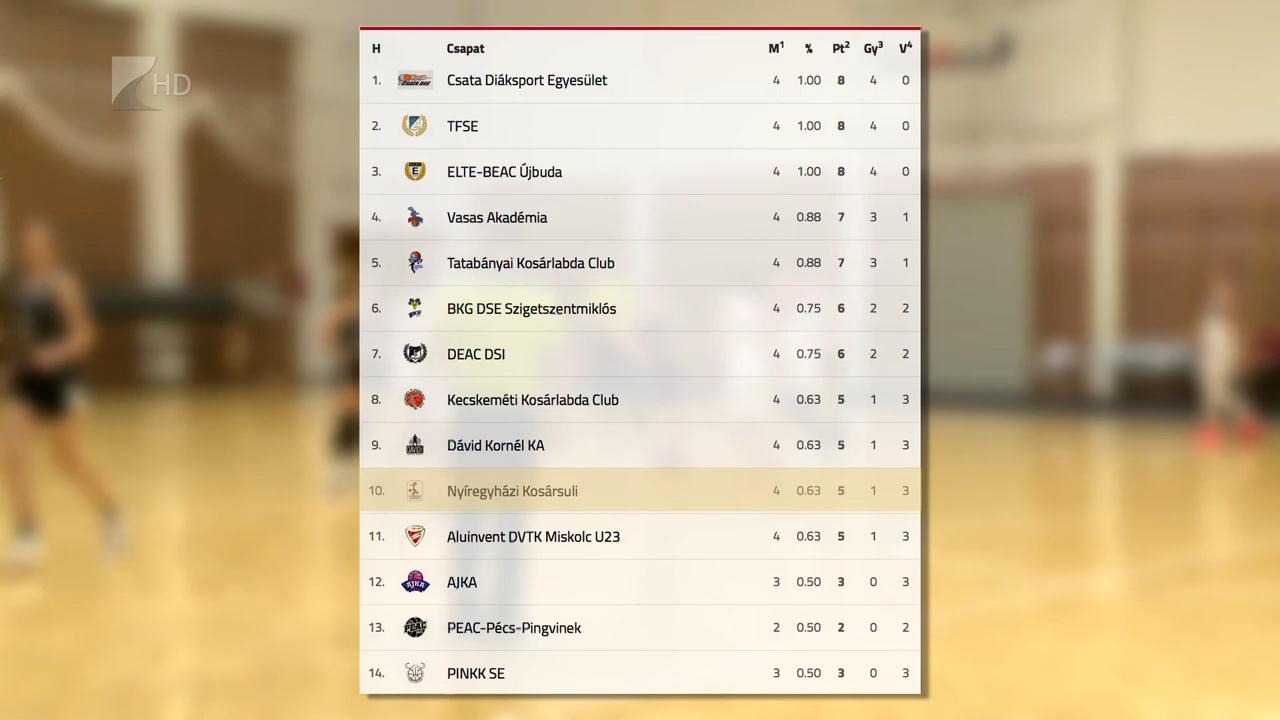 HD
H Csapat M¹ % Pt² Gy³ V⁴
1. CSATA DSE Csata Diáksport Egyesület 4 1.00 8 4 0
2. TFSE 4 1.00 8 4 0
3. E ELTE-BEAC Újbuda 4 1.00 8 4 0
4. Vasas Akadémia 4 0.88 7 3 1
5. Tatabányai Kosárlabda Club 4 0.88 7 3 1
6. BKG BKG DSE Szigetszentmiklós 4 0.75 6 2 2
7. DEAC DSI 4 0.75 6 2 2
8. Kecskeméti Kosárlabda Club 4 0.63 5 1 3
9. DÁVID Dávid Kornél KA 4 0.63 5 1 3
10. Nyíregyházi Kosársuli 4 0.63 5 1 3
11. Aluinvent DVTK Miskolc U23 4 0.63 5 1 3
12. AJKA AJKA 3 0.50 3 0 3
13. PEAC PEAC-Pécs-Pingvinek 2 0.50 2 0 2
14. PINKK SE 3 0.50 3 0 3